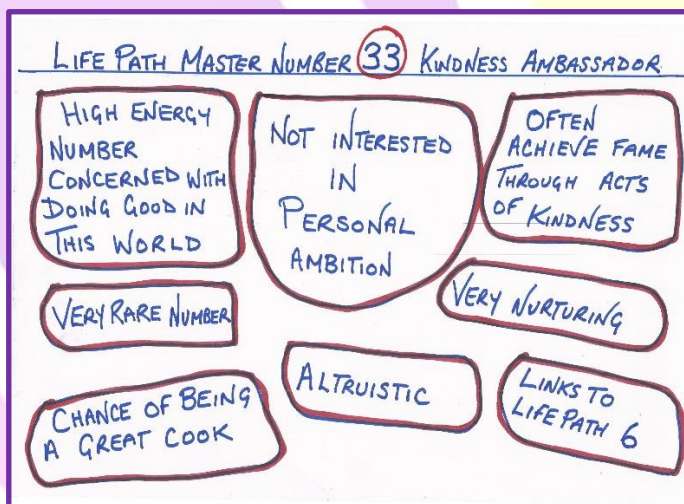 LIFE PATH MASTER NUMBER 33 KINDNESS AMBASSADOR
HIGH ENERGY
NUMBER
CONCERNED WITH
DOING GOOD IN
THIS WORLD
NOT INTERESTED
IN
PERSONAL
AMBITION
OFTEN
ACHIEVE FAME
THROUGH ACTS
OF KINDNESS
VERY RARE NUMBER
VERY NURTURING
CHANCE OF BEING
A GREAT COOK
ALTRUISTIC
LINKS TO
LIFE PATH 6